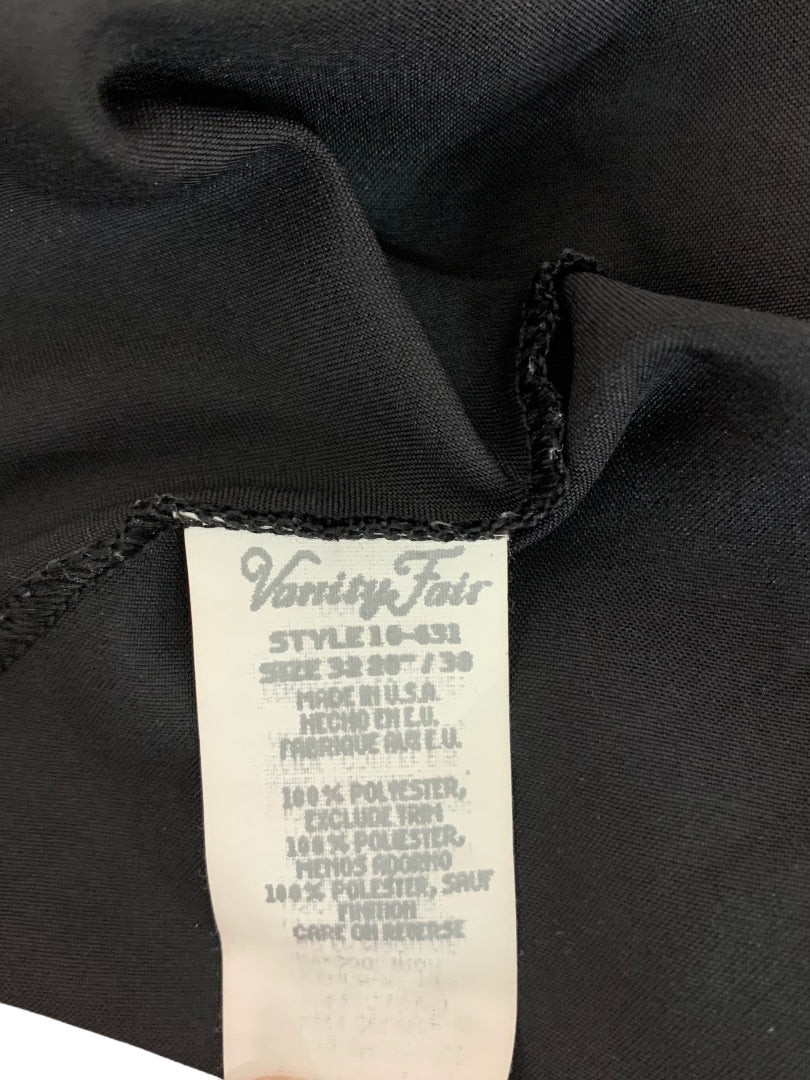 Vanity Fair
STYLE 10-431
SIZE 32 28" / 38
MADE IN U.S.A.
HECHO EN E.U.
FABRIQUE AUX E.U.
100% POLYESTER,
EXCLUDE TRIM
100% POLIESTER,
MENOS ADORNO
100% POLESTER, SAUF
FINITION
CARE ON REVERSE